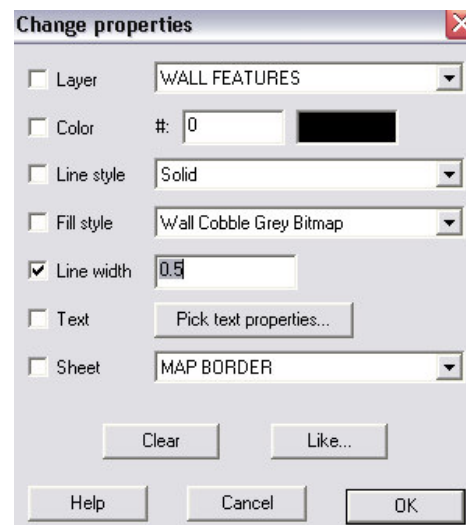 Change properties
Layer WALL FEATURES
Color #: 0
Line style Solid
Fill style Wall Cobble Grey Bitmap
Line width 0.5
Text Pick text properties...
Sheet MAP BORDER
Clear Like...
Help Cancel OK